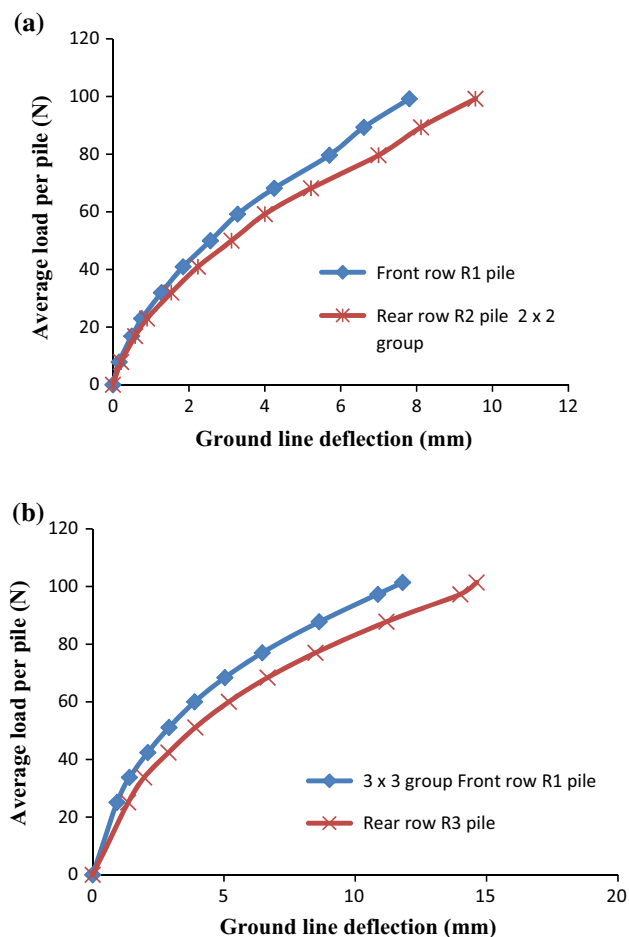 (a)
Average load per pile (N)
120
100
80
60
40
20
0
Front row R1 pile
Rear row R2 pile 2 x 2
group
0 2 4 6 8 10 12
Ground line deflection (mm)
(b)
Average load per pile (N)
120
100
80
60
40
20
0
3 x 3 group Front row R1 pile
Rear row R3 pile
0 5 10 15 20
Ground line deflection (mm)